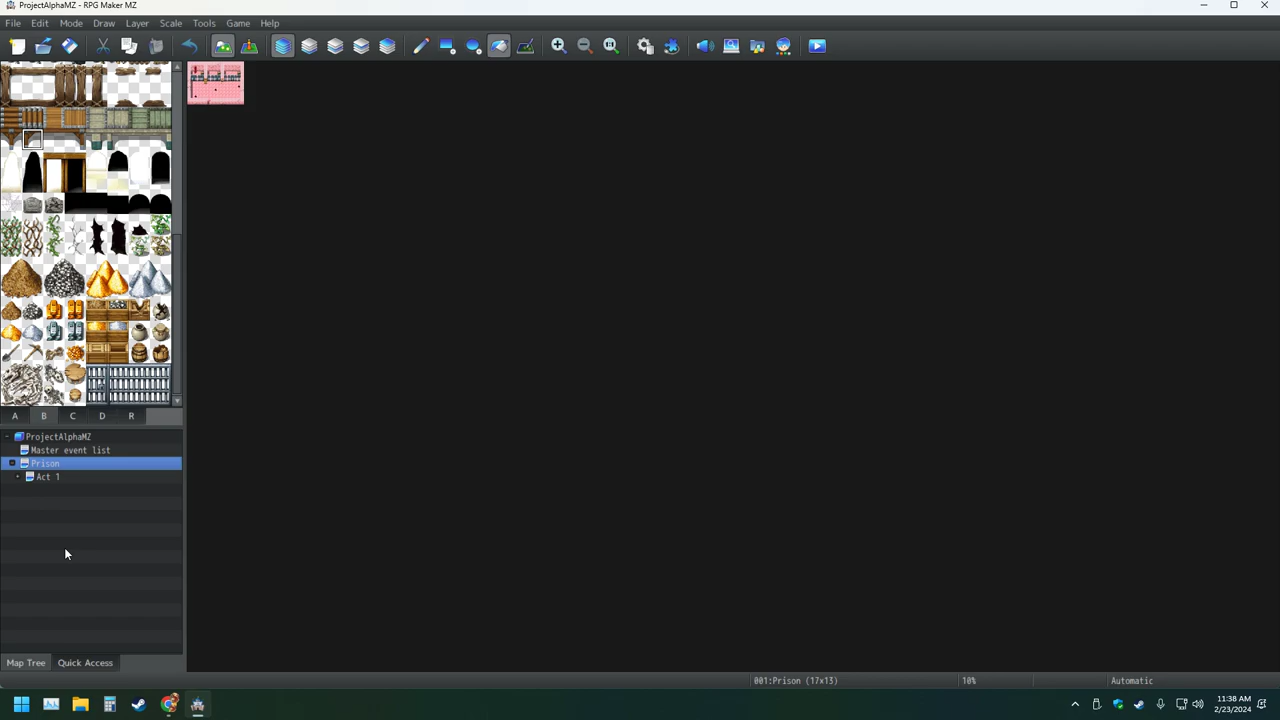 ProjectAlphaMZ - RPG Maker MZ
File Edit Mode Draw Layer Scale Tools Game Help
A B C D R
ProjectAlphaMZ
Master event list
Prison
Act 1
Map Tree Quick Access
001:Prison (17x13) 10% Automatic
11:38 AM
2/23/2024